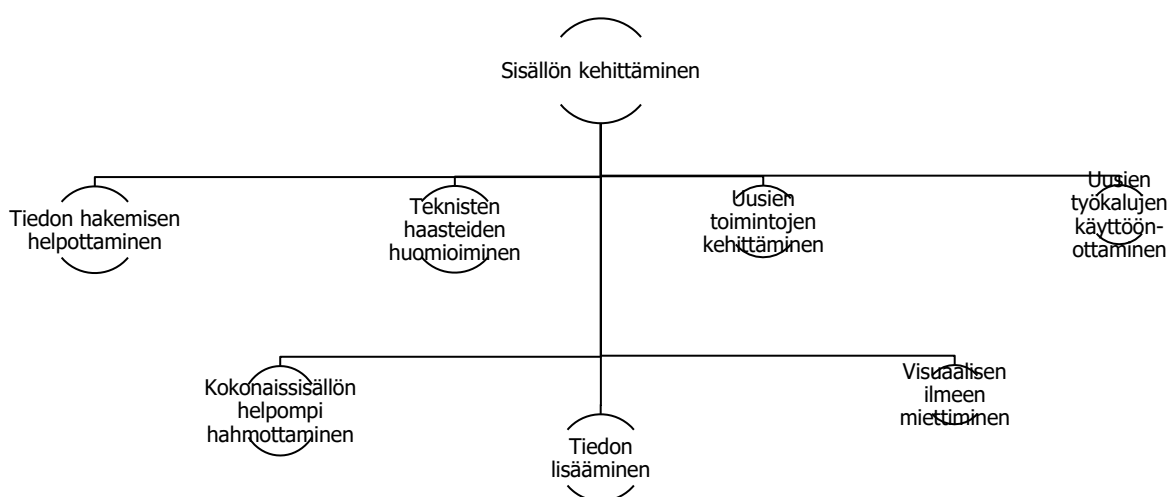 Sisällön kehittäminen
Tiedon hakemisen
helpottaminen
Teknisten
haasteiden
huomioiminen
Uusien
toimintojen
kehittäminen
Uusien
työkalujen
käyttöön-
ottaminen
Kokonaissisällön
helpompi
hahmottaminen
Tiedon
lisääminen
Visuaalisen
ilmeen
miettiminen